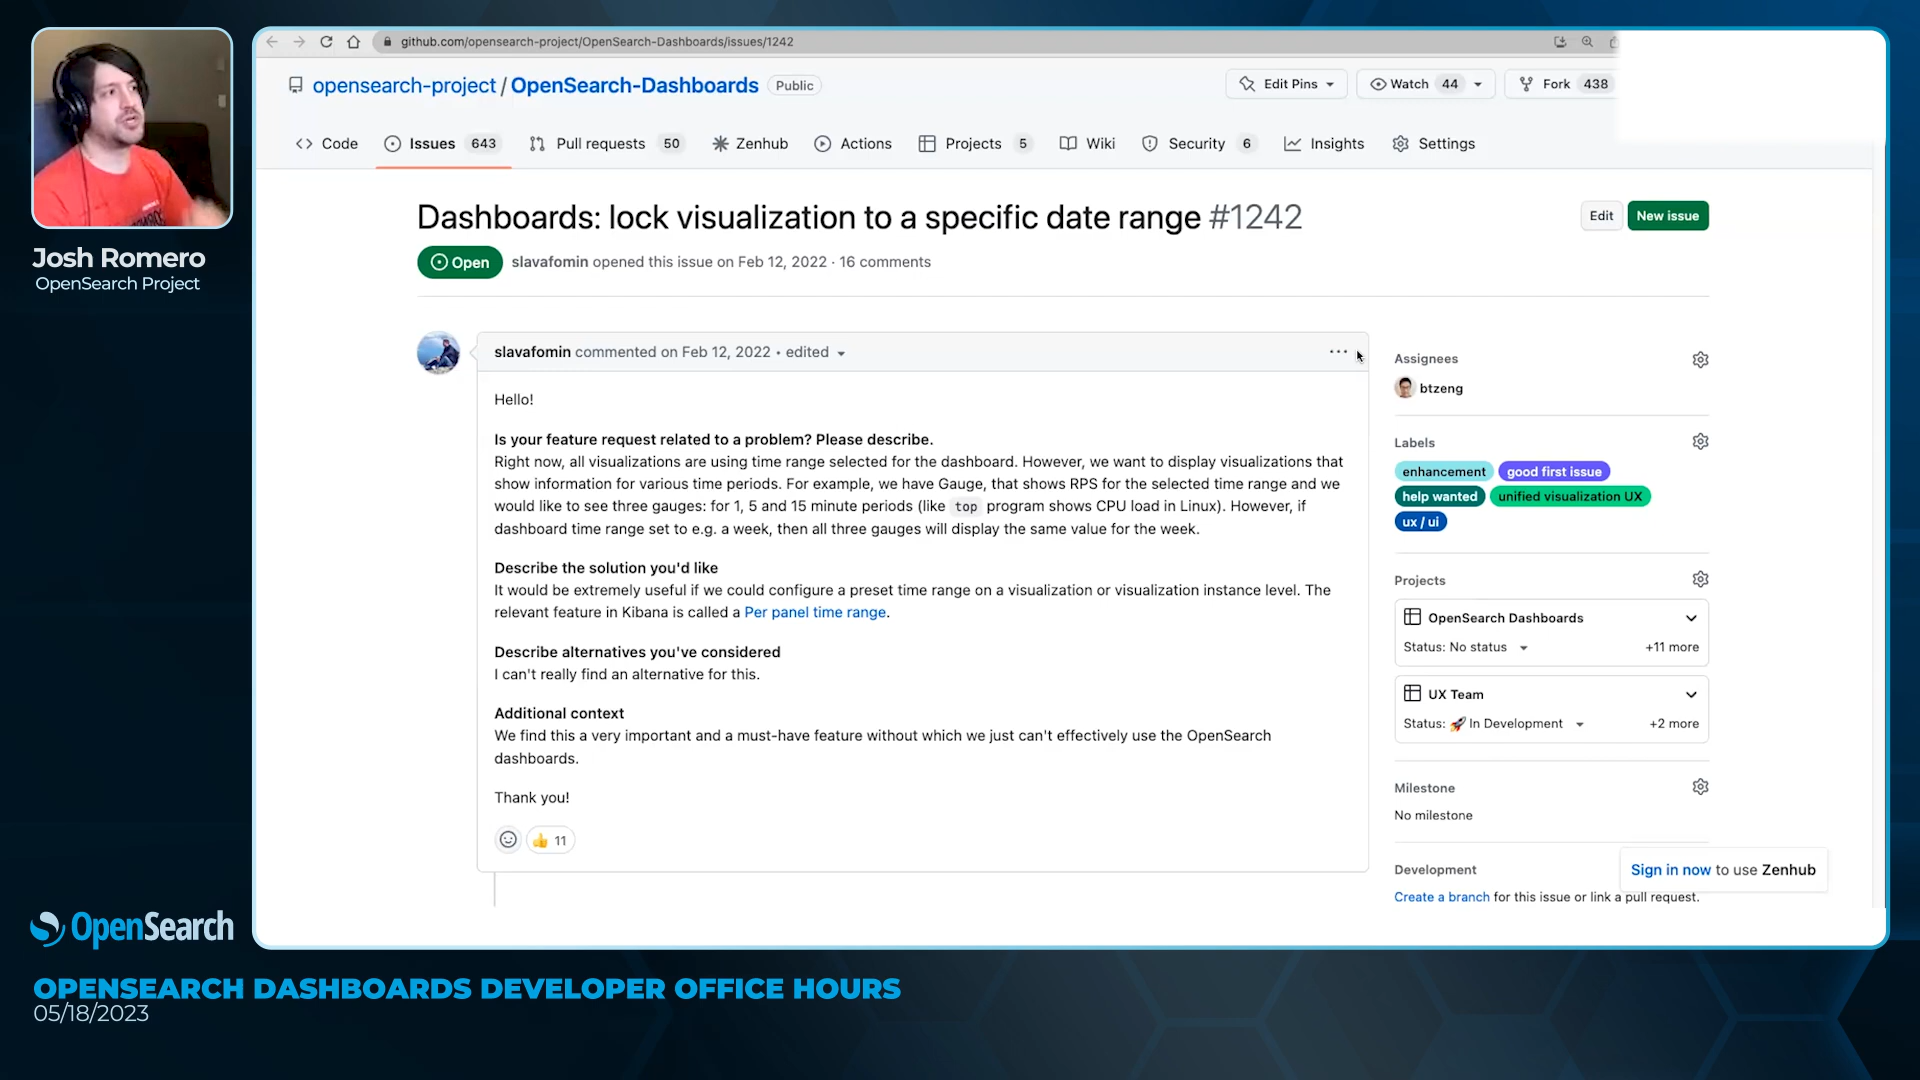 github.com/opensearch-project/OpenSearch-Dashboards/issues/1242
opensearch-project / OpenSearch-Dashboards Public
Edit Pins
Watch 44
Fork 438
Code
Issues 643
Pull requests 50
Zenhub
Actions
Projects 5
Wiki
Security 6
Insights
Settings
Dashboards: lock visualization to a specific date range #1242
Edit
New issue
Open
slavafomin opened this issue on Feb 12, 2022 · 16 comments
slavafomin commented on Feb 12, 2022 • edited
Hello!
Is your feature request related to a problem? Please describe.
Right now, all visualizations are using time range selected for the dashboard. However, we want to display visualizations that
show information for various time periods. For example, we have Gauge, that shows RPS for the selected time range and we
would like to see three gauges: for 1, 5 and 15 minute periods (like top program shows CPU load in Linux). However, if
dashboard time range set to e.g. a week, then all three gauges will display the same value for the week.
Describe the solution you'd like
It would be extremely useful if we could configure a preset time range on a visualization or visualization instance level. The
relevant feature in Kibana is called a Per panel time range.
Describe alternatives you've considered
I can't really find an alternative for this.
Additional context
We find this a very important and a must-have feature without which we just can't effectively use the OpenSearch
dashboards.
Thank you!
👍 11
Assignees
btzeng
Labels
enhancement
good first issue
help wanted
unified visualization UX
ux / ui
Projects
OpenSearch Dashboards
Status: No status
+11 more
UX Team
Status: 🚀 In Development
+2 more
Milestone
No milestone
Development
Create a branch for this issue or link a pull request.
Sign in now to use Zenhub
Josh Romero
OpenSearch Project
OpenSearch
OPENSEARCH DASHBOARDS DEVELOPER OFFICE HOURS
05/18/2023